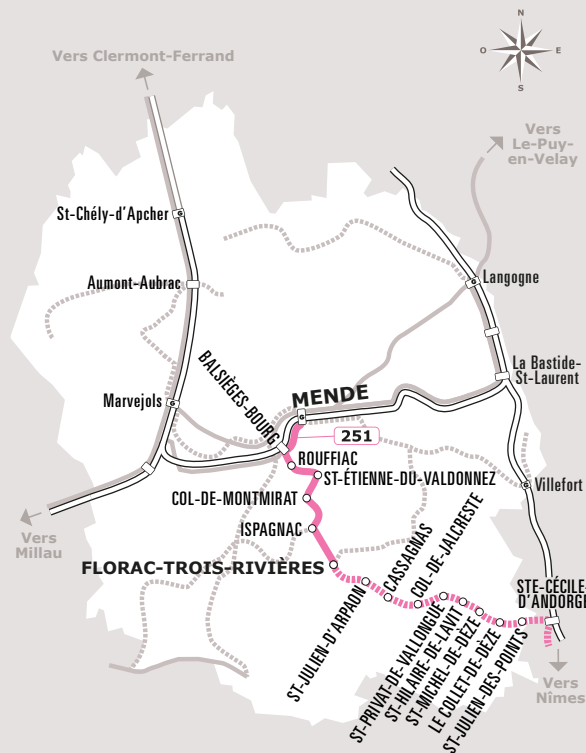 N
O
E
S
Vers Clermont-Ferrand
Vers
Le-Puy-
en-Velay
St-Chély-d'Apcher
Aumont-Aubrac
Langogne
La Bastide-
St-Laurent
Marvejols
BALSIÈGES-BOURG
MENDE
251
ROUFFIAC
ST-ÉTIENNE-DU-VALDONNEZ
COL-DE-MONTMIRAT
Villefort
ISPAGNAC
Vers
Millau
FLORAC-TROIS-RIVIÈRES
ST-JULIEN-D'ARPAON
CASSAGNAS
COL-DE-JALCRESTE
ST-PRIVAT-DE-VALLONGUE
ST-HILAIRE-DE-LAVIT
ST-MICHEL-DE-DÈZE
LE COLLET-DE-DÈZE
ST-JULIEN-DES-POINTS
STE-CÉCILE-
D'ANDORGE
Vers
Nîmes